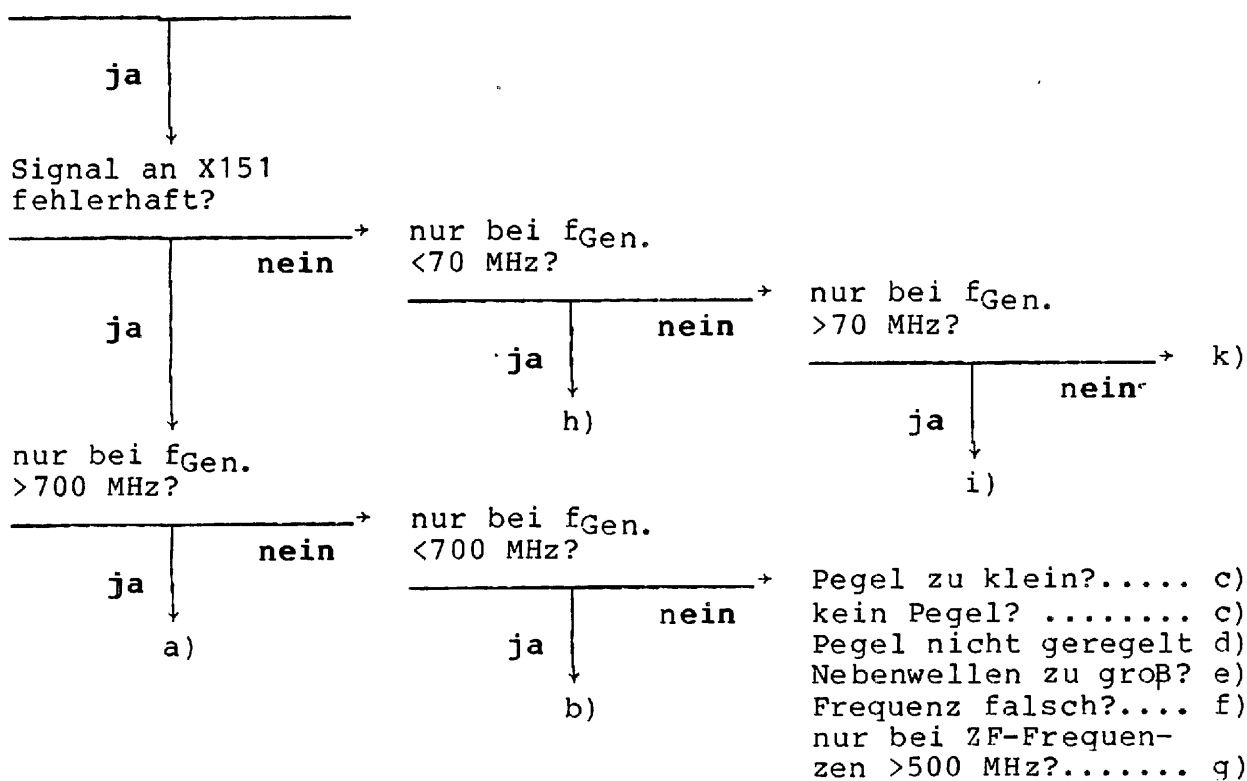 ja
Signal an X151
fehlerhaft?
nein
nur bei fGen.
<70 MHz?
nein
nur bei fGen.
>70 MHz?
nein
k)
ja
ja
h)
ja
i)
nur bei fGen.
>700 MHz?
nein
nur bei fGen.
<700 MHz?
nein
ja
a)
ja
b)
Pegel zu klein?..... c)
kein Pegel? ........ c)
Pegel nicht geregelt d)
Nebenwellen zu groβ? e)
Frequenz falsch?.... f)
nur bei ZF-Frequen-
zen >500 MHz?....... g)